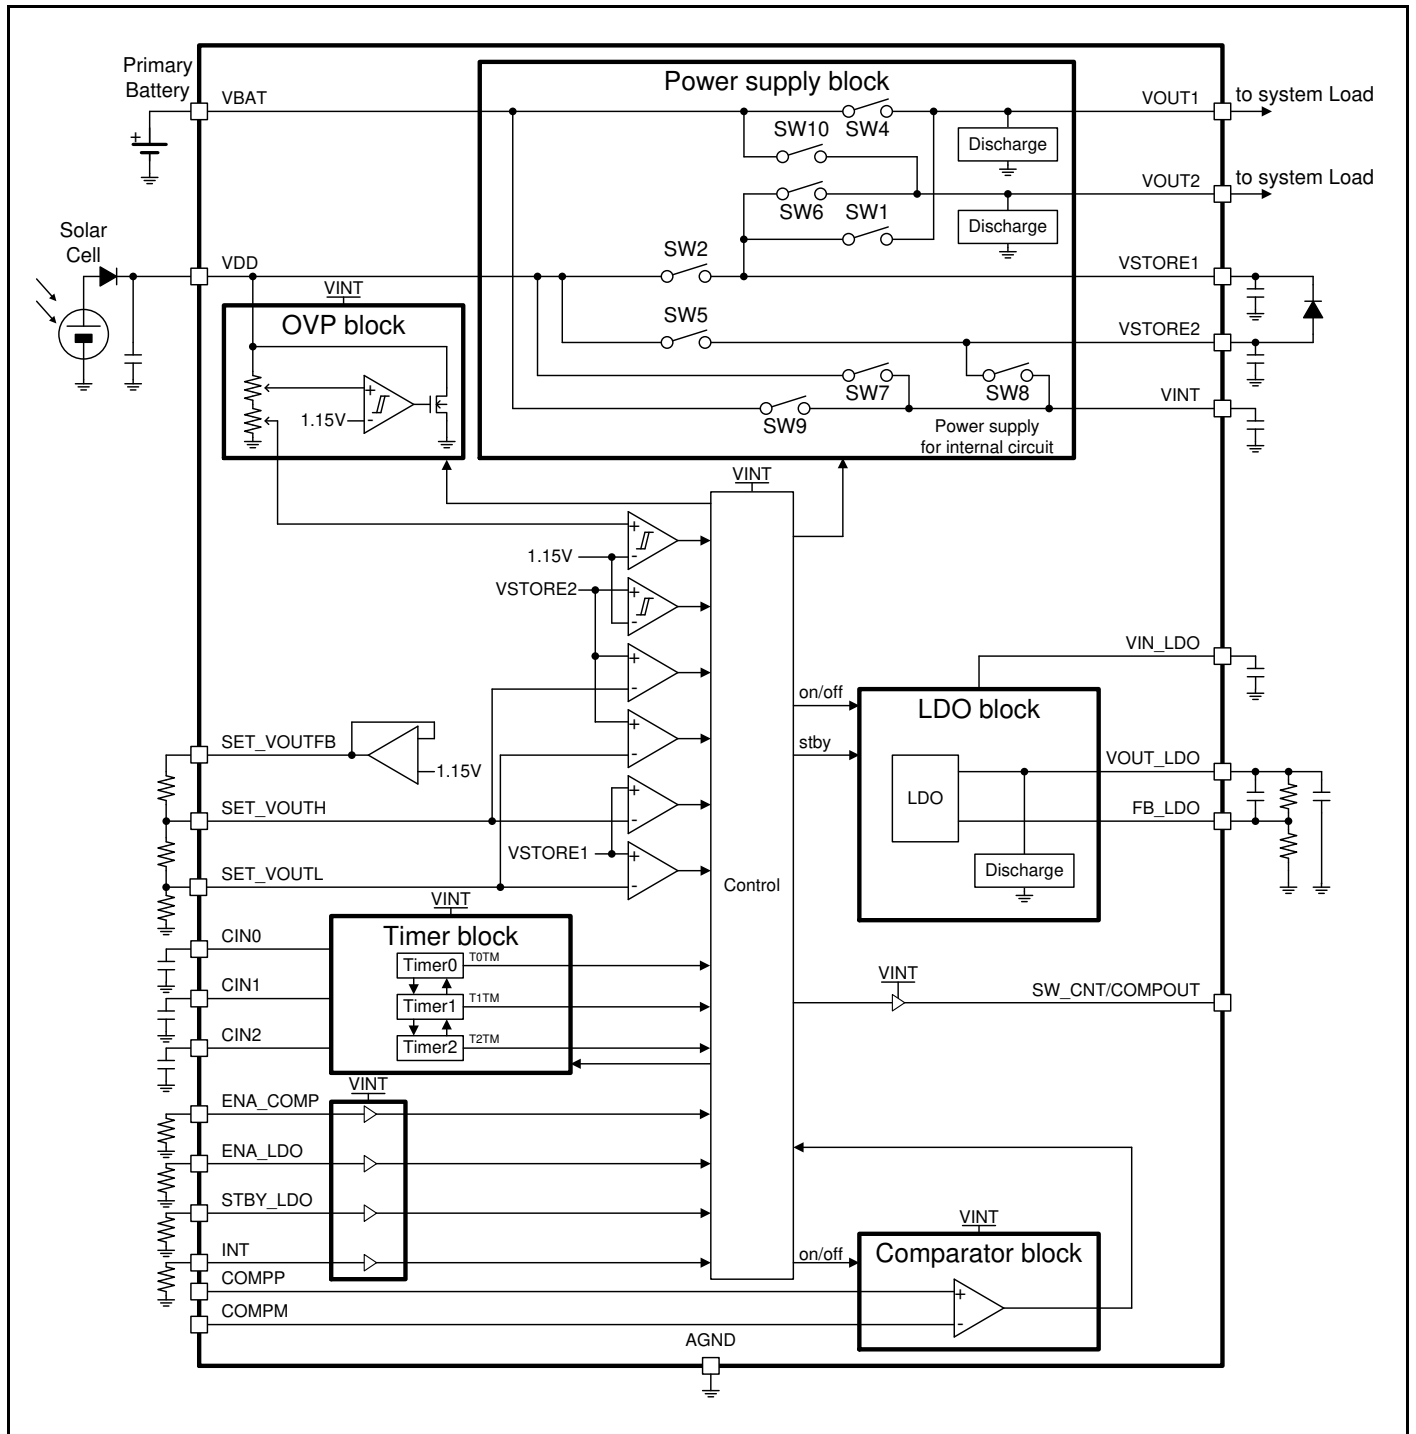 Primary
Battery
+
VBAT
Power supply block
SW10
SW4
Discharge
VOUT1
to system Load
SW6
SW1
Discharge
VOUT2
to system Load
Solar
Cell
VDD
SW2
VSTORE1
VINT
OVP block
+
-
1.15V
SW5
VSTORE2
SW7
SW8
VINT
SW9
Power supply
for internal circuit
VINT
+
-
1.15V
VSTORE2
+
-
+
-
+
-
+
-
VSTORE1
+
-
Control
SET_VOUTFB
1.15V
SET_VOUTH
SET_VOUTL
VIN_LDO
on/off
stby
LDO block
LDO
Discharge
VOUT_LDO
FB_LDO
VINT
Timer block
CIN0
Timer0
T0TM
CIN1
Timer1
T1TM
CIN2
Timer2
T2TM
VINT
SW_CNT/COMPOUT
VINT
ENA_COMP
ENA_LDO
STBY_LDO
INT
COMPP
COMPM
VINT
on/off
Comparator block
+
-
AGND